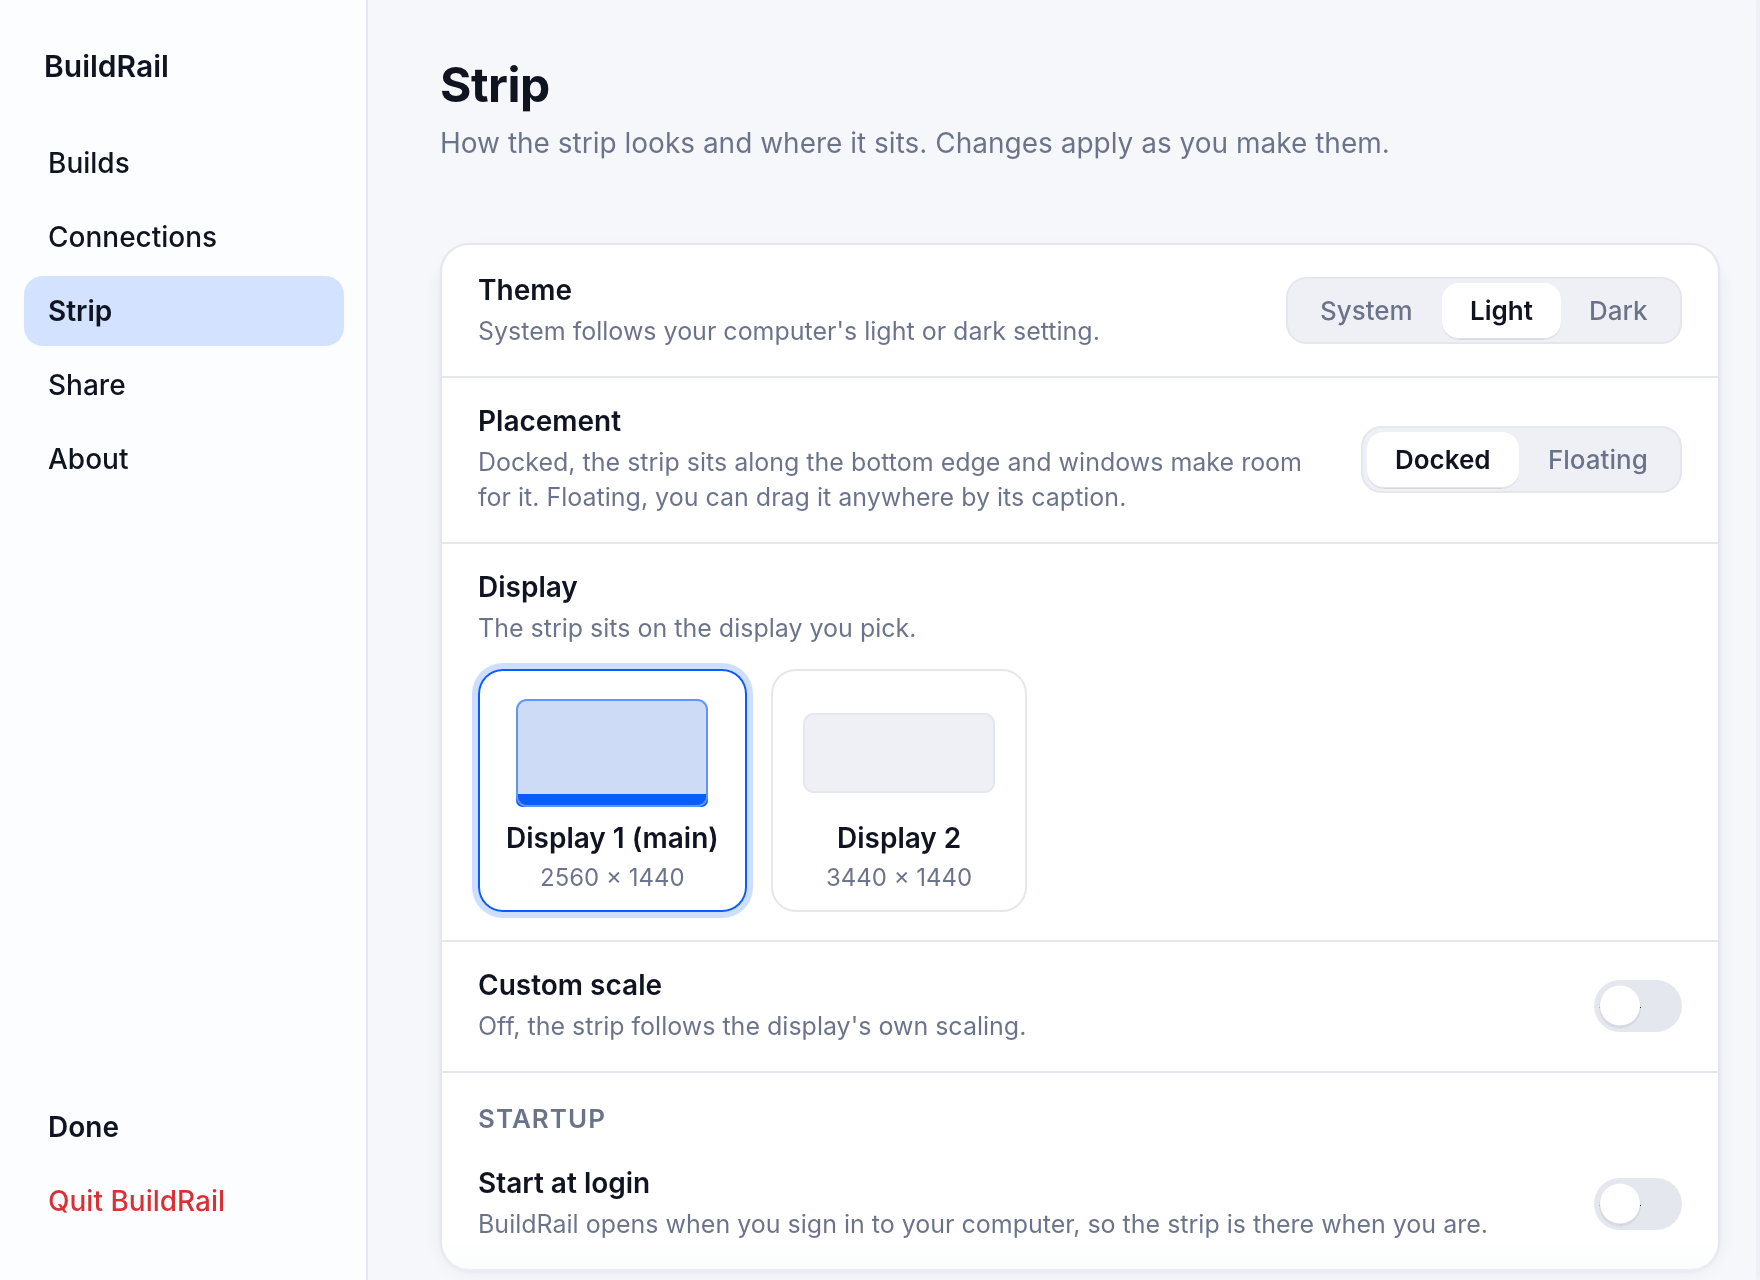 BuildRail
Builds
Connections
Strip
Share
About
Done
Quit BuildRail
Strip
How the strip looks and where it sits. Changes apply as you make them.
Theme
System follows your computer's light or dark setting.
System Light Dark
Placement
Docked, the strip sits along the bottom edge and windows make room
for it. Floating, you can drag it anywhere by its caption.
Docked Floating
Display
The strip sits on the display you pick.
Display 1 (main)
2560 × 1440
Display 2
3440 × 1440
Custom scale
Off, the strip follows the display's own scaling.
STARTUP
Start at login
BuildRail opens when you sign in to your computer, so the strip is there when you are.